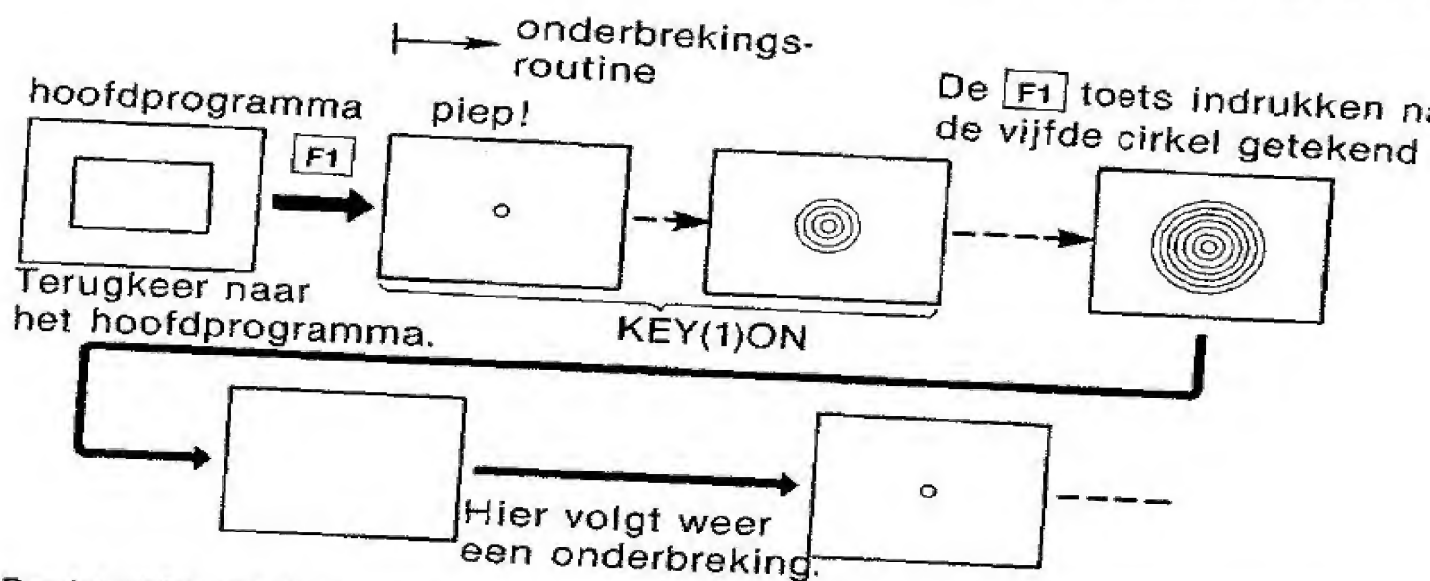 onderbrekings-
routine
hoofdprogramma
F1
piep!
De F1 toets indrukken
de vijfde cirkel getekend
KEY(1)ON
Terugkeer naar
het hoofdprogramma.
Hier volgt weer
een onderbreking.